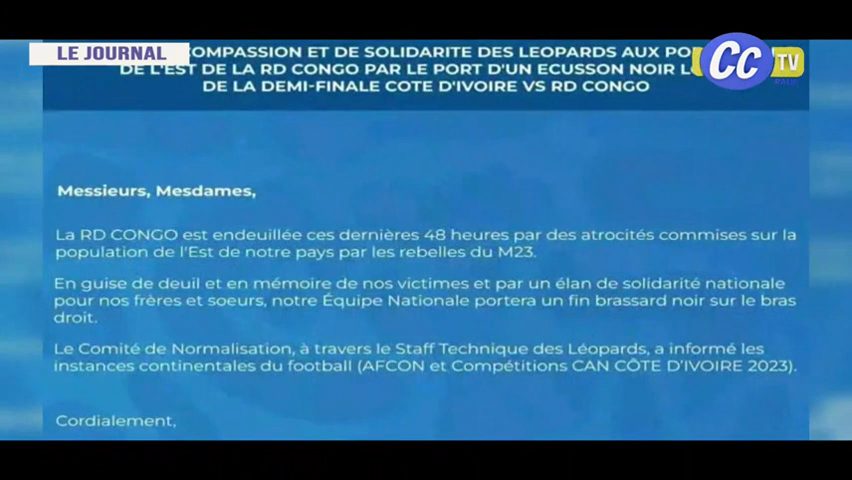 LE JOURNAL
COMPASSION ET DE SOLIDARITE DES LEOPARDS AUX
CC TV
DE L'EST DE LA RD CONGO PAR LE PORT D'UN ECUSSON NOIR
DE LA DEMI-FINALE COTE D'IVOIRE VS RD CONGO
Messieurs, Mesdames,
La RD CONGO est endeuillée ces dernières 48 heures par des atrocités commises sur la
population de l'Est de notre pays par les rebelles du M23.
En guise de deuil et en mémoire de nos victimes et par un élan de solidarité nationale
pour nos frères et soeurs, notre Équipe Nationale portera un fin brassard noir sur le bras
droit.
Le Comité de Normalisation, à travers le Staff Technique des Léopards, a informé les
instances continentales du football (AFCON et Compétitions CAN CÔTE D'IVOIRE 2023).
Cordialement,